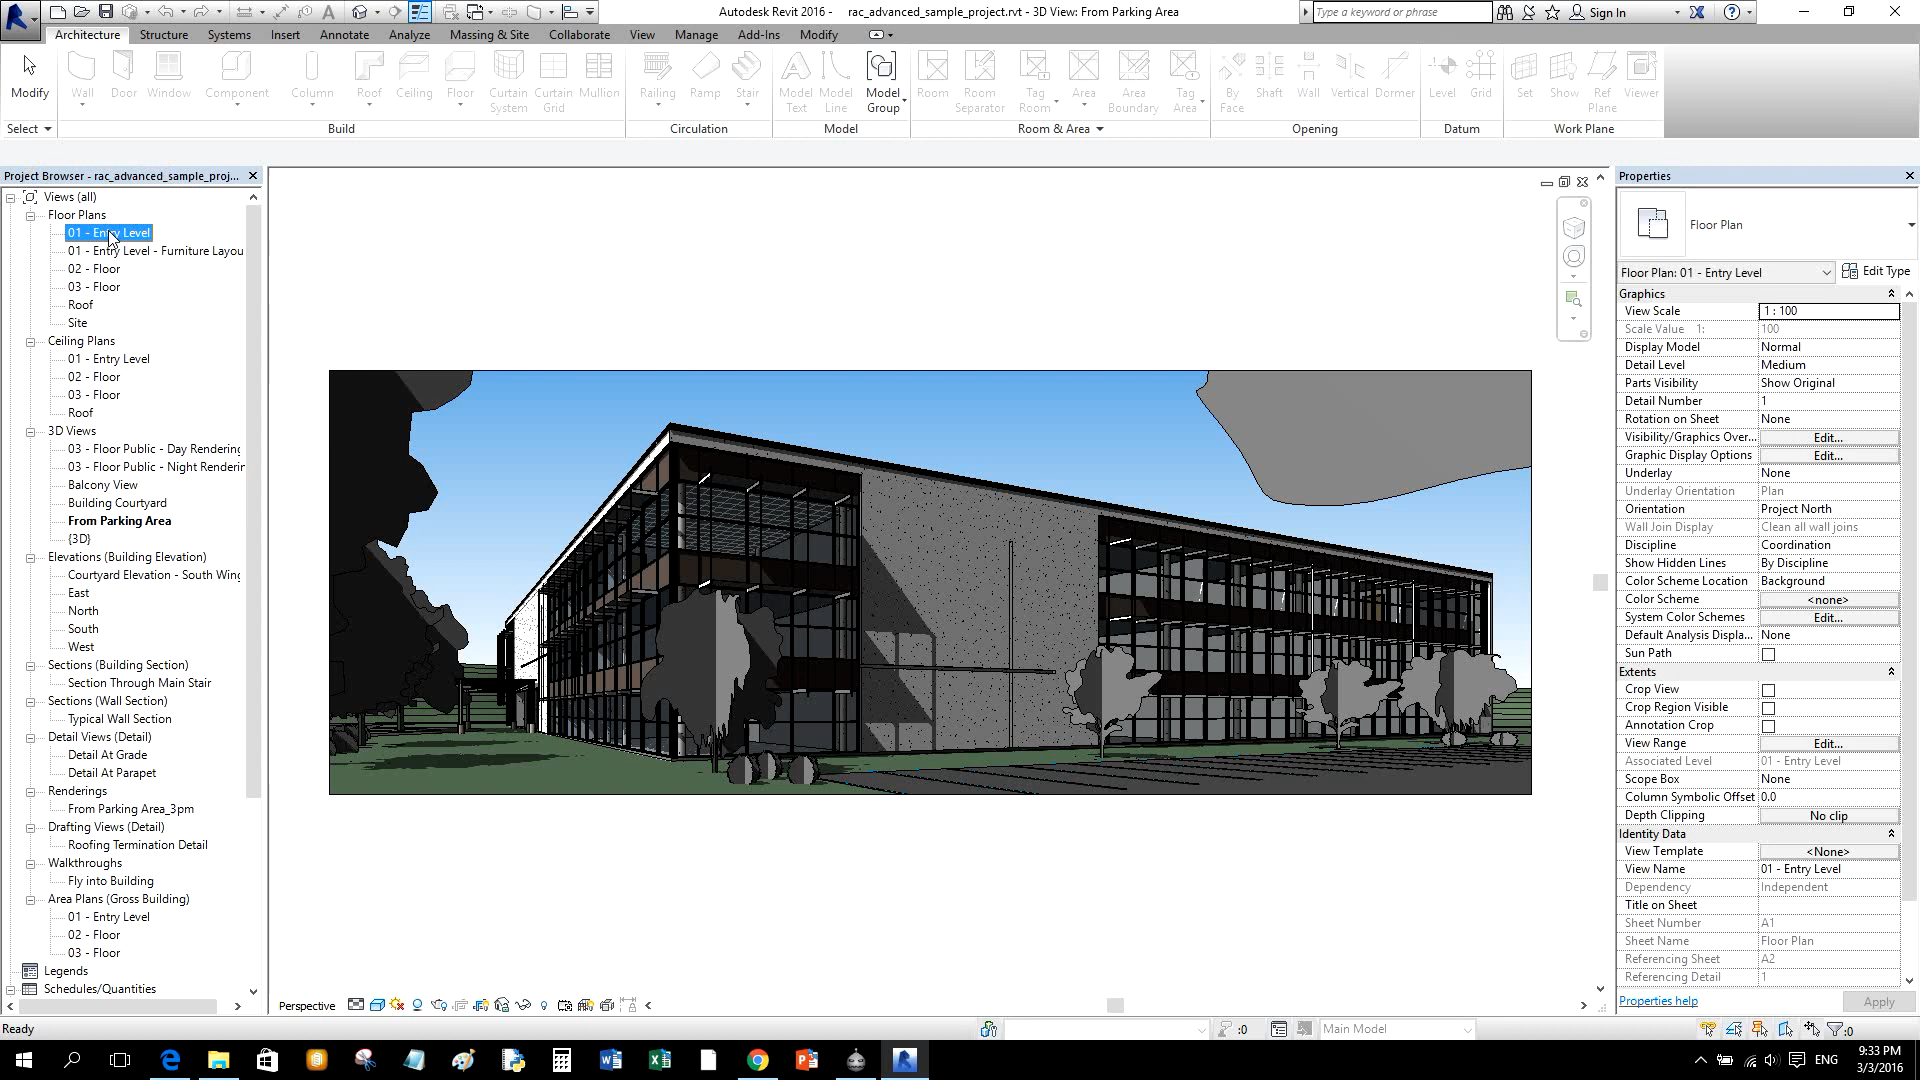 Autodesk Revit 2016 - rac_advanced_sample_project.rvt - 3D View: From Parking Area
Type a keyword or phrase
Sign In
Architecture Structure Systems Insert Annotate Analyze Massing & Site Collaborate View Manage Add-Ins Modify
Modify
Wall Door Window Component Column Roof Ceiling Floor Curtain System Curtain Grid Mullion
Railing Ramp Stair
Model Text Model Line Model Group
Room Room Separator Tag Room Area Area Boundary Tag Area
By Face Shaft Wall Vertical Dormer
Level Grid
Set Show Ref Plane Viewer
Select Build Circulation Model Room & Area Opening Datum Work Plane
Project Browser - rac_advanced_sample_proj...
Views (all)
Floor Plans
01 - Entry Level
01 - Entry Level - Furniture Layou
02 - Floor
03 - Floor
Roof
Site
Ceiling Plans
01 - Entry Level
02 - Floor
03 - Floor
Roof
3D Views
03 - Floor Public - Day Rendering
03 - Floor Public - Night Renderin
Balcony View
Building Courtyard
From Parking Area
{3D}
Elevations (Building Elevation)
Courtyard Elevation - South Wing
East
North
South
West
Sections (Building Section)
Section Through Main Stair
Sections (Wall Section)
Typical Wall Section
Detail Views (Detail)
Detail At Grade
Detail At Parapet
Renderings
From Parking Area_3pm
Drafting Views (Detail)
Roofing Termination Detail
Walkthroughs
Fly into Building
Area Plans (Gross Building)
01 - Entry Level
02 - Floor
03 - Floor
Legends
Schedules/Quantities
Perspective
Properties
Floor Plan
Floor Plan: 01 - Entry Level
Edit Type
Graphics
View Scale 1 : 100
Scale Value 1: 100
Display Model Normal
Detail Level Medium
Parts Visibility Show Original
Detail Number 1
Rotation on Sheet None
Visibility/Graphics Over... Edit...
Graphic Display Options Edit...
Underlay None
Underlay Orientation Plan
Orientation Project North
Wall Join Display Clean all wall joins
Discipline Coordination
Show Hidden Lines By Discipline
Color Scheme Location Background
Color Scheme <none>
System Color Schemes Edit...
Default Analysis Displa... None
Sun Path
Extents
Crop View
Crop Region Visible
Annotation Crop
View Range Edit...
Associated Level 01 - Entry Level
Scope Box None
Column Symbolic Offset 0.0
Depth Clipping No clip
Identity Data
View Template <None>
View Name 01 - Entry Level
Dependency Independent
Title on Sheet
Sheet Number A1
Sheet Name Floor Plan
Referencing Sheet A2
Referencing Detail 1
Properties help
Apply
Ready
:0
Main Model
:0
ENG
9:33 PM
3/3/2016